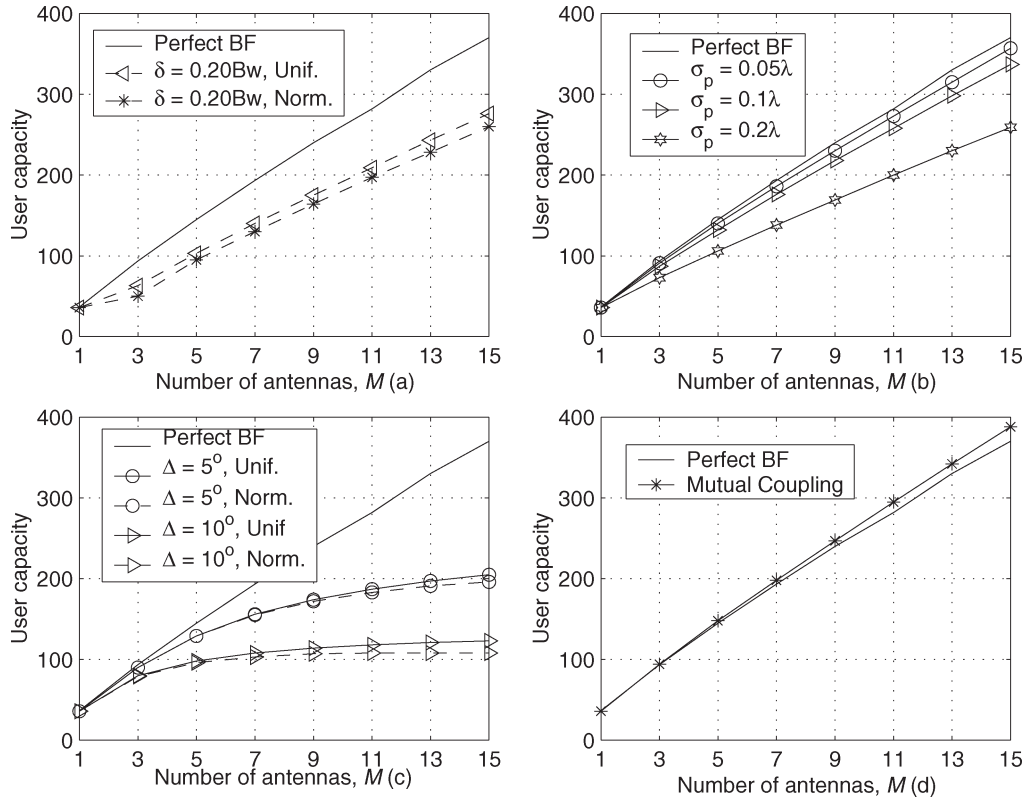 400
300
200
100
0
User capacity
Perfect BF
δ = 0.20Bw, Unif.
δ = 0.20Bw, Norm.
1 3 5 7 9 11 13 15
Number of antennas, M (a)
400
300
200
100
0
User capacity
Perfect BF
σp = 0.05λ
σp = 0.1λ
σp = 0.2λ
1 3 5 7 9 11 13 15
Number of antennas, M (b)
400
300
200
100
0
User capacity
Perfect BF
Δ = 5o, Unif.
Δ = 5o, Norm.
Δ = 10o, Unif
Δ = 10o, Norm.
1 3 5 7 9 11 13 15
Number of antennas, M (c)
400
300
200
100
0
User capacity
Perfect BF
Mutual Coupling
1 3 5 7 9 11 13 15
Number of antennas, M (d)